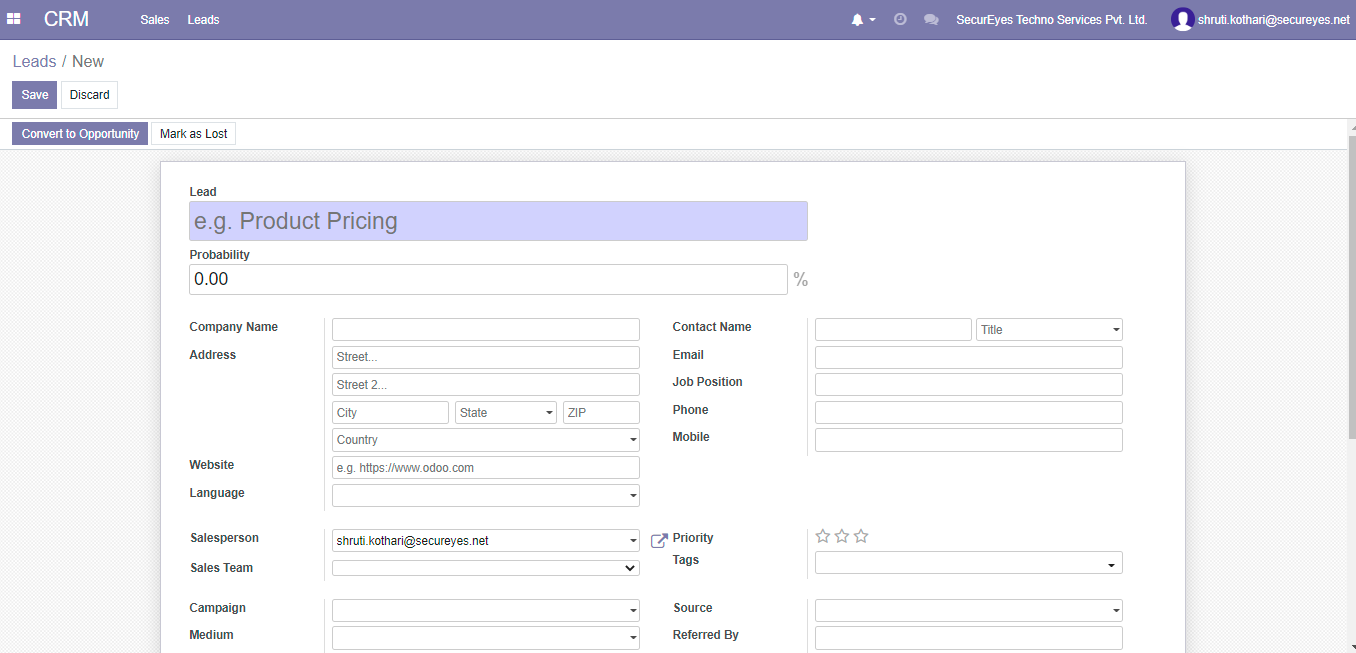 CRM Sales Leads SecurEyes Techno Services Pvt. Ltd. shruti.kothari@secureyes.net
Leads / New
Save Discard
Convert to Opportunity Mark as Lost
Lead
e.g. Product Pricing
Probability
0.00 %
Company Name
Address
Street...
Street 2...
City State ZIP
Country
Website e.g. https://www.odoo.com
Language
Contact Name Title
Email
Job Position
Phone
Mobile
Salesperson shruti.kothari@secureyes.net
Sales Team
Priority
Tags
Campaign
Medium
Source
Referred By